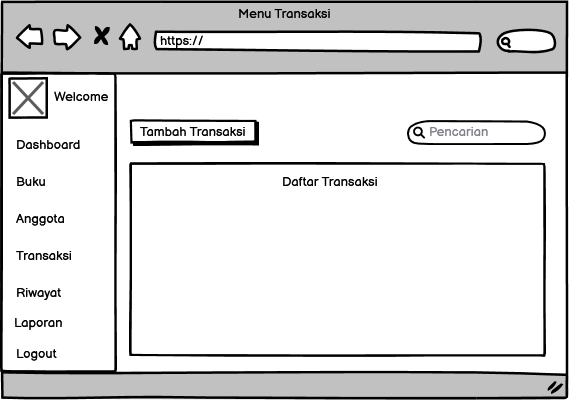 Menu Transaksi
https://
Welcome
Dashboard
Buku
Anggota
Transaksi
Riwayat
Laporan
Logout
Tambah Transaksi
Pencarian
Daftar Transaksi